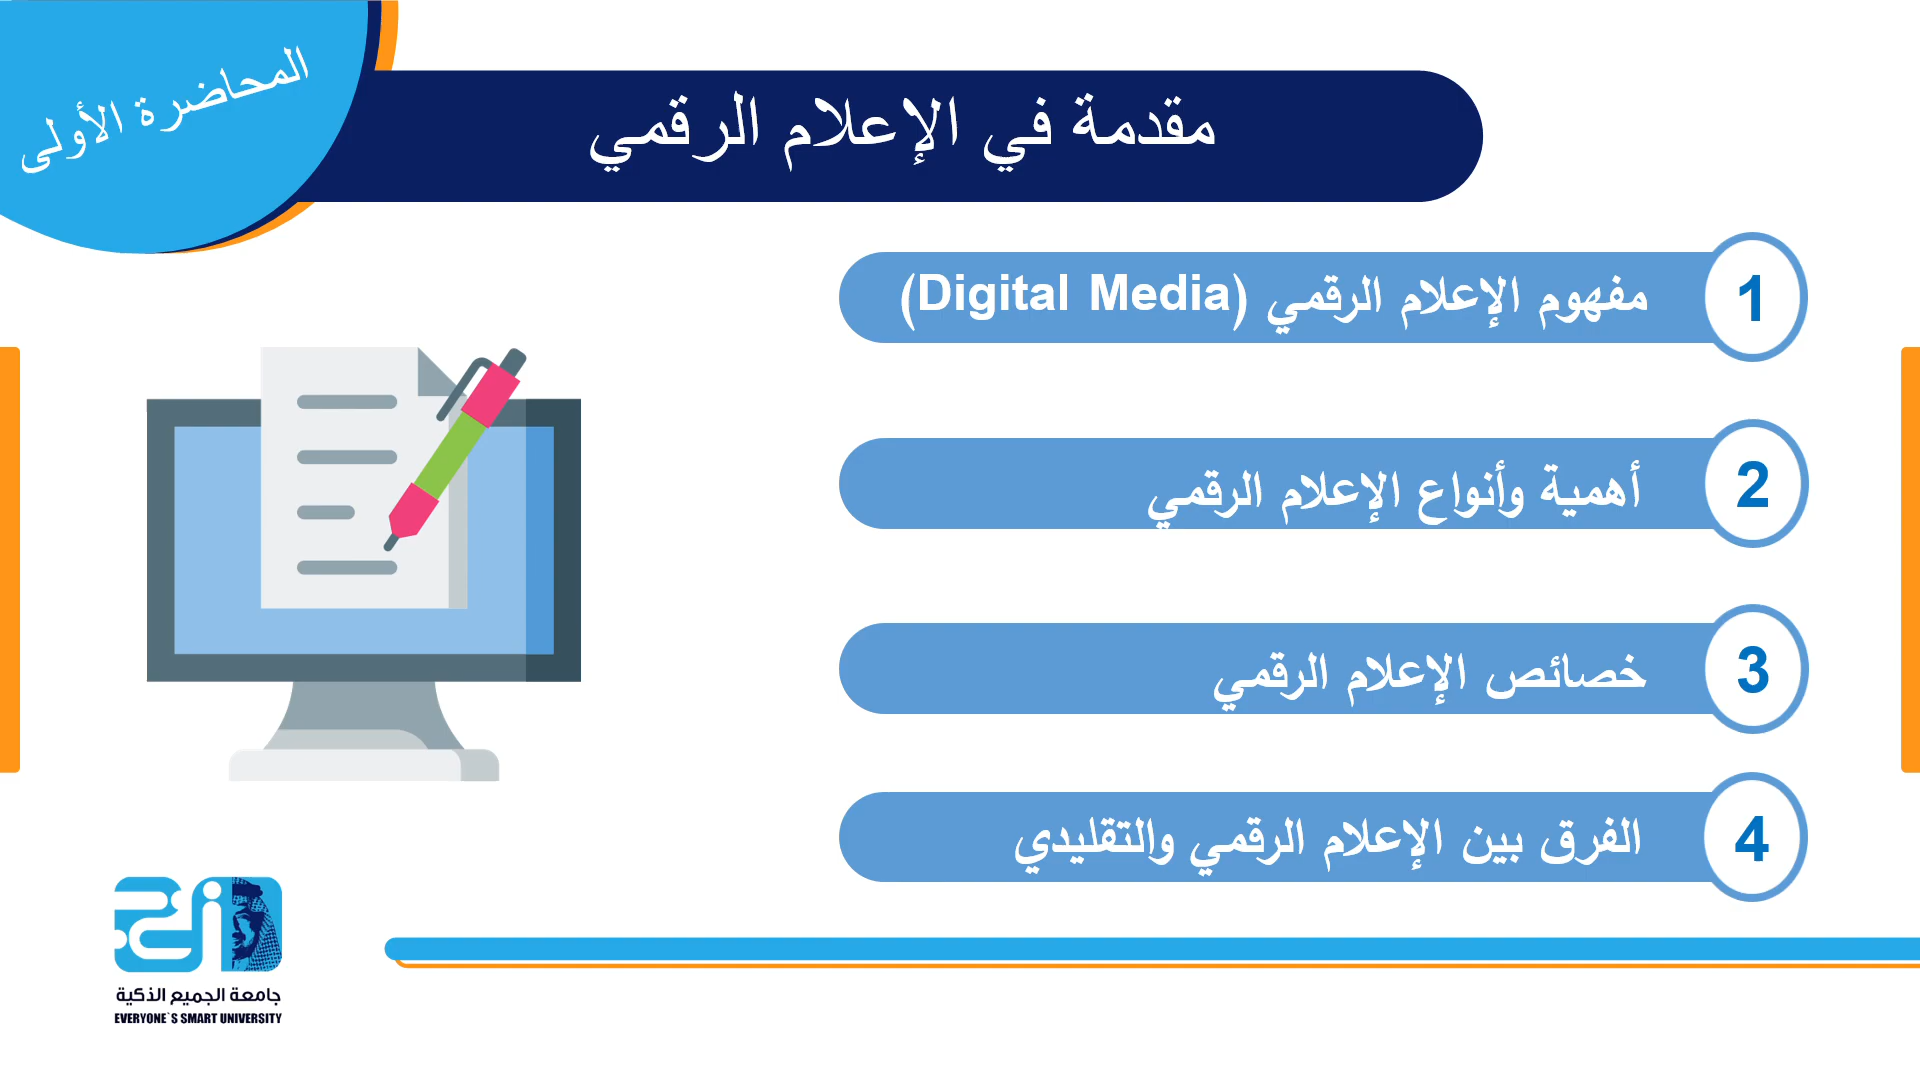 المحاضرة الأولى
مقدمة في الإعلام الرقمي
1 مفهوم الإعلام الرقمي (Digital Media)
2 أهمية وأنواع الإعلام الرقمي
3 خصائص الإعلام الرقمي
4 الفرق بين الإعلام الرقمي والتقليدي
جامعة الجميع الذكية
EVERYONE`S SMART UNIVERSITY